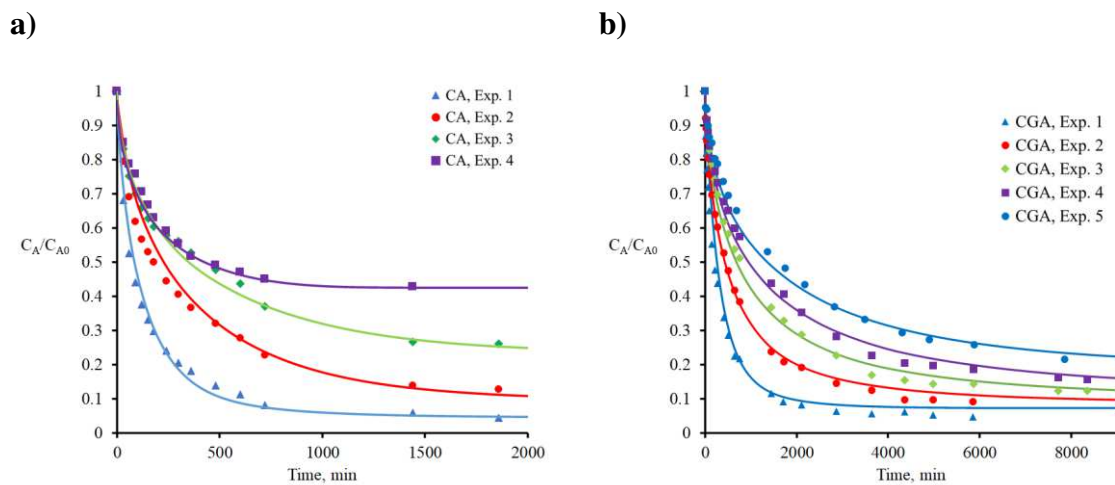 a)
1
0.9
0.8
0.7
0.6
0.5
0.4
0.3
0.2
0.1
0
C_A/C_A0
0 500 1000 1500 2000
Time, min
CA, Exp. 1
CA, Exp. 2
CA, Exp. 3
CA, Exp. 4
b)
1
0.9
0.8
0.7
0.6
0.5
0.4
0.3
0.2
0.1
0
C_A/C_A0
0 2000 4000 6000 8000
Time, min
CGA, Exp. 1
CGA, Exp. 2
CGA, Exp. 3
CGA, Exp. 4
CGA, Exp. 5